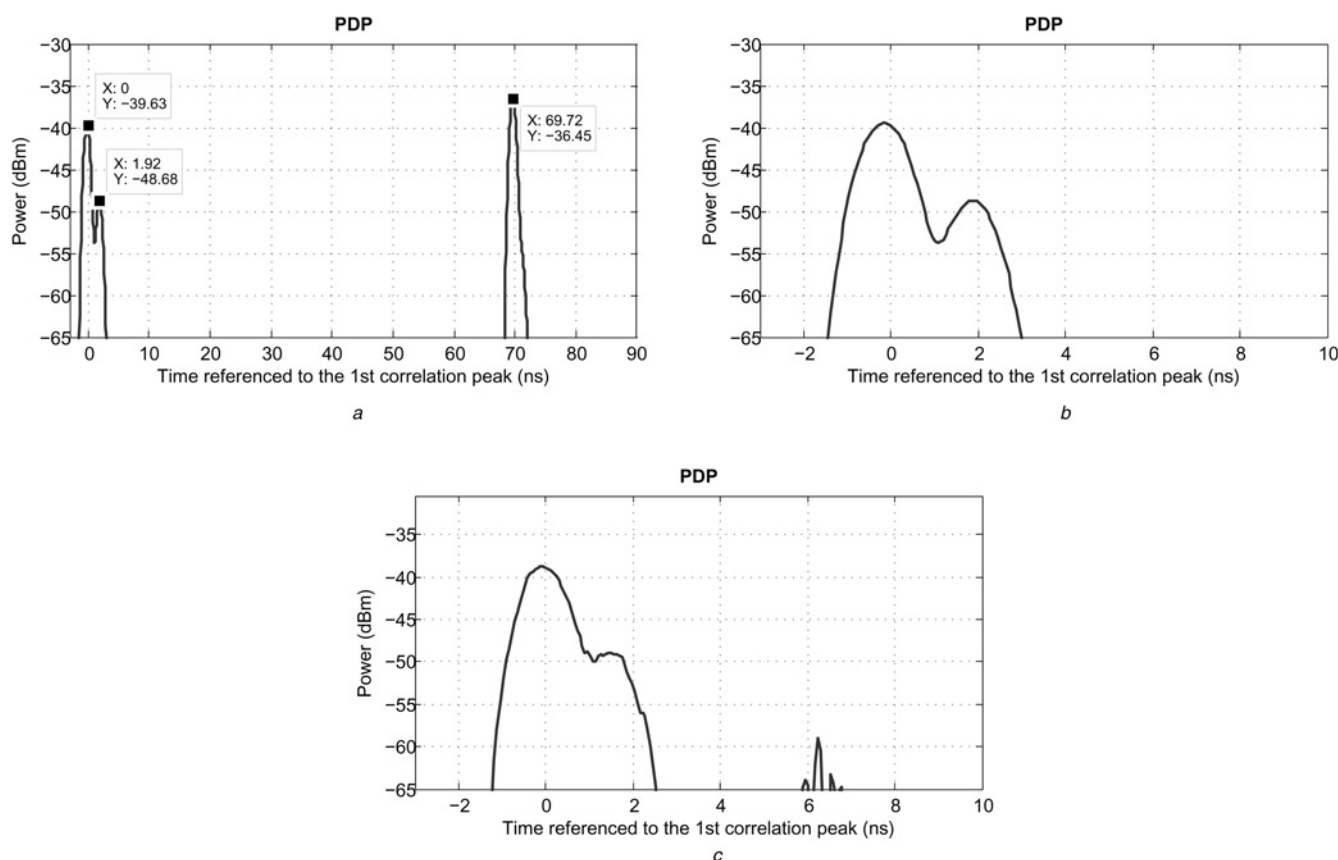 PDP
−30
−35
−40
−45
−50
−55
−60
−65
Power (dBm)
X: 0
Y: −39.63
X: 1.92
Y: −48.68
X: 69.72
Y: −36.45
0 10 20 30 40 50 60 70 80 90
Time referenced to the 1st correlation peak (ns)
a
PDP
−30
−35
−40
−45
−50
−55
−60
−65
Power (dBm)
−2 0 2 4 6 8 10
Time referenced to the 1st correlation peak (ns)
b
PDP
−35
−40
−45
−50
−55
−60
−65
Power (dBm)
−2 0 2 4 6 8 10
Time referenced to the 1st correlation peak (ns)
c